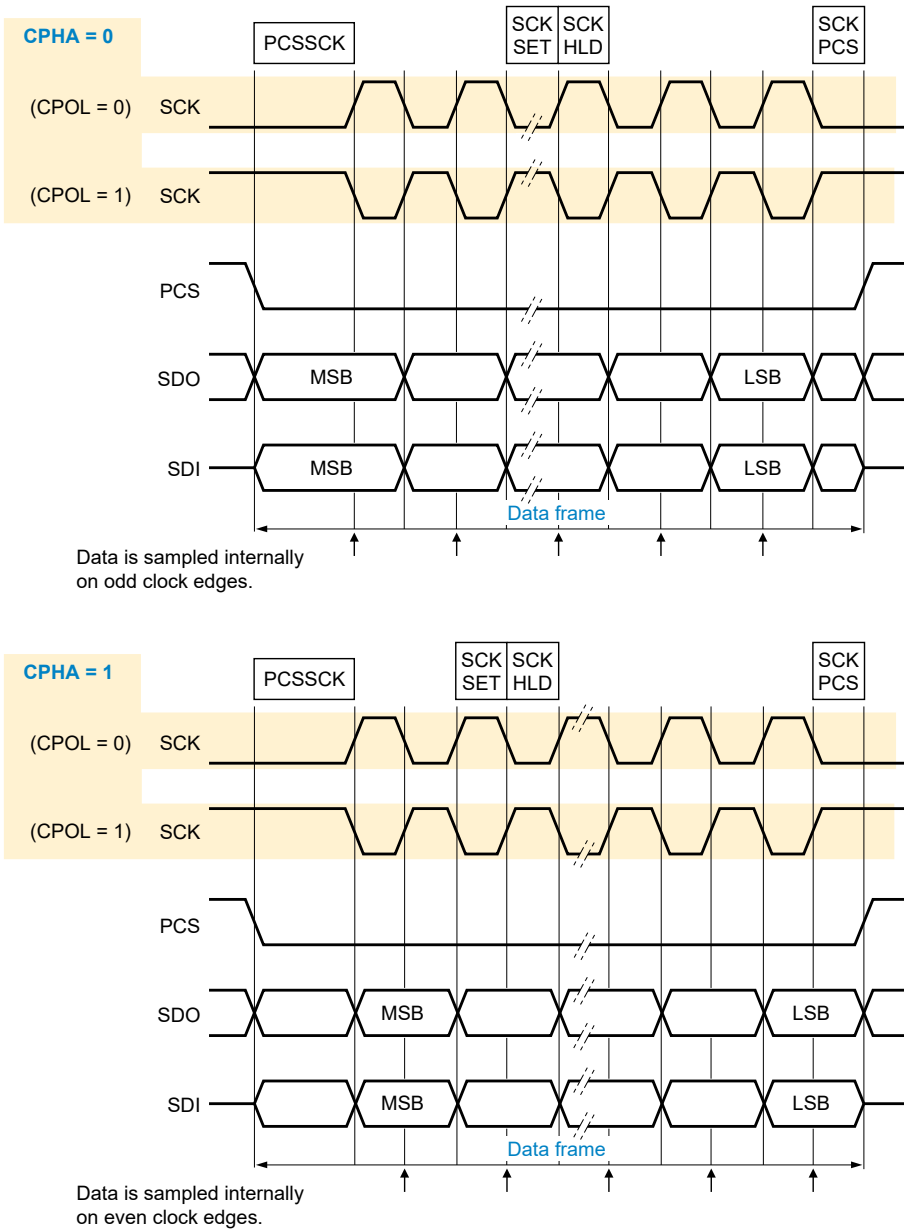 CPHA = 0
PCSSCK
SCK SCK SCK
SET HLD PCS
(CPOL = 0) SCK
(CPOL = 1) SCK
PCS
SDO MSB LSB
SDI MSB LSB
Data frame
Data is sampled internally
on odd clock edges.
CPHA = 1
PCSSCK
SCK SCK SCK
SET HLD PCS
(CPOL = 0) SCK
(CPOL = 1) SCK
PCS
SDO MSB LSB
SDI MSB LSB
Data frame
Data is sampled internally
on even clock edges.